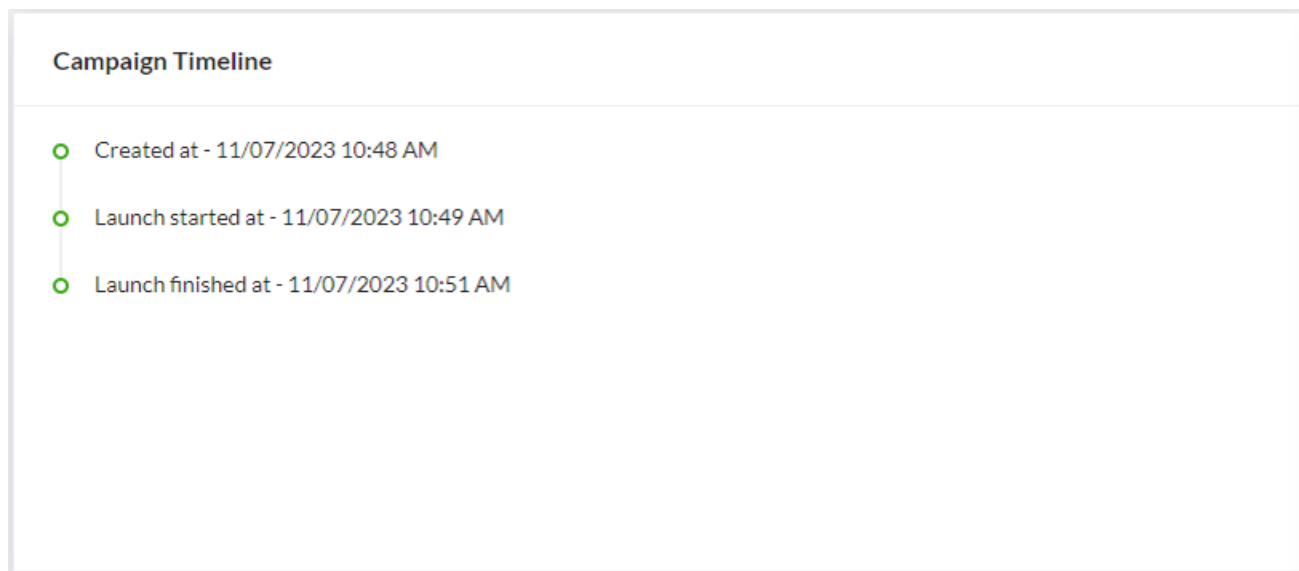 Campaign Timeline
Created at - 11/07/2023 10:48 AM
Launch started at - 11/07/2023 10:49 AM
Launch finished at - 11/07/2023 10:51 AM